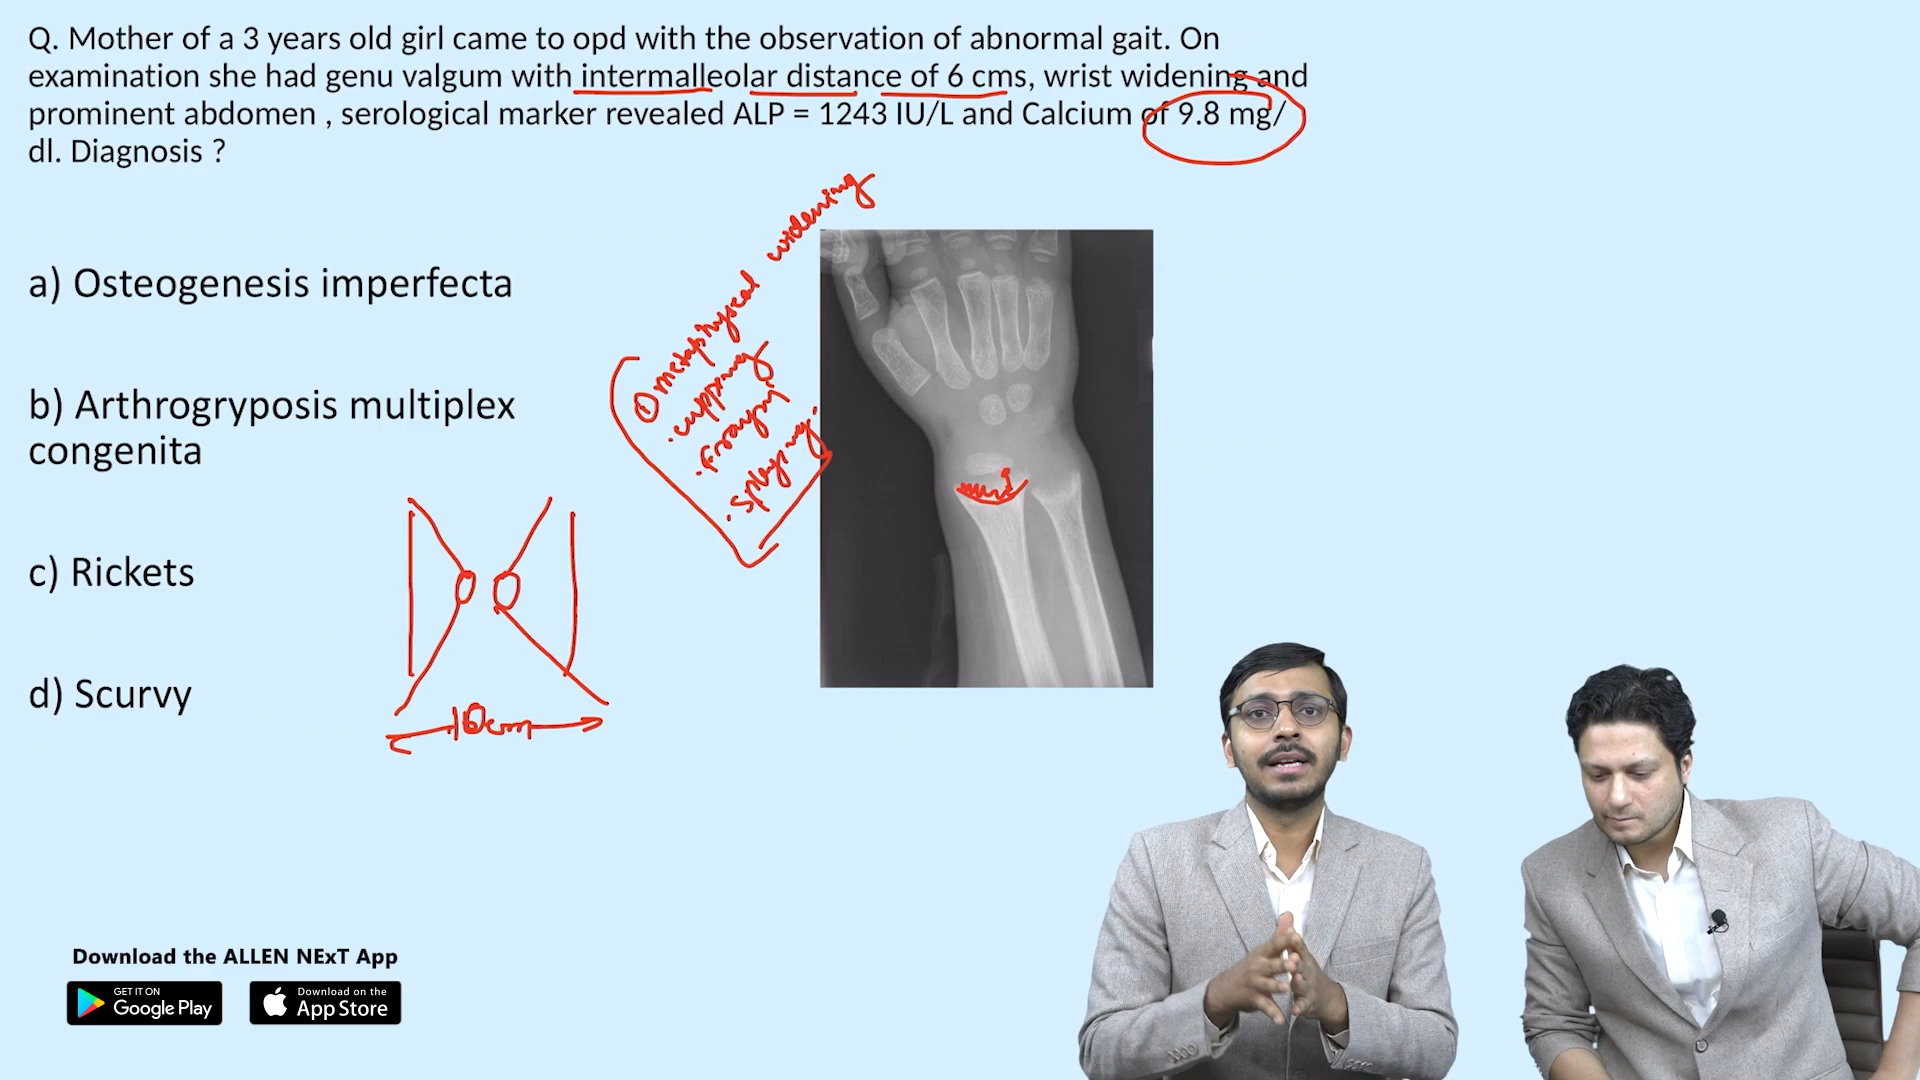 Q. Mother of a 3 years old girl came to opd with the observation of abnormal gait. On
examination she had genu valgum with intermalleolar distance of 6 cms, wrist widening and
prominent abdomen , serological marker revealed ALP = 1243 IU/L and Calcium of 9.8 mg/
dl. Diagnosis ?
a) Osteogenesis imperfecta
b) Arthrogryposis multiplex
congenita
c) Rickets
d) Scurvy
① metaphyseal widening
. cupping
. fraying
. splaying.
10cm
Download the ALLEN NExT App
GET IT ON
Google Play
Download on the
App Store